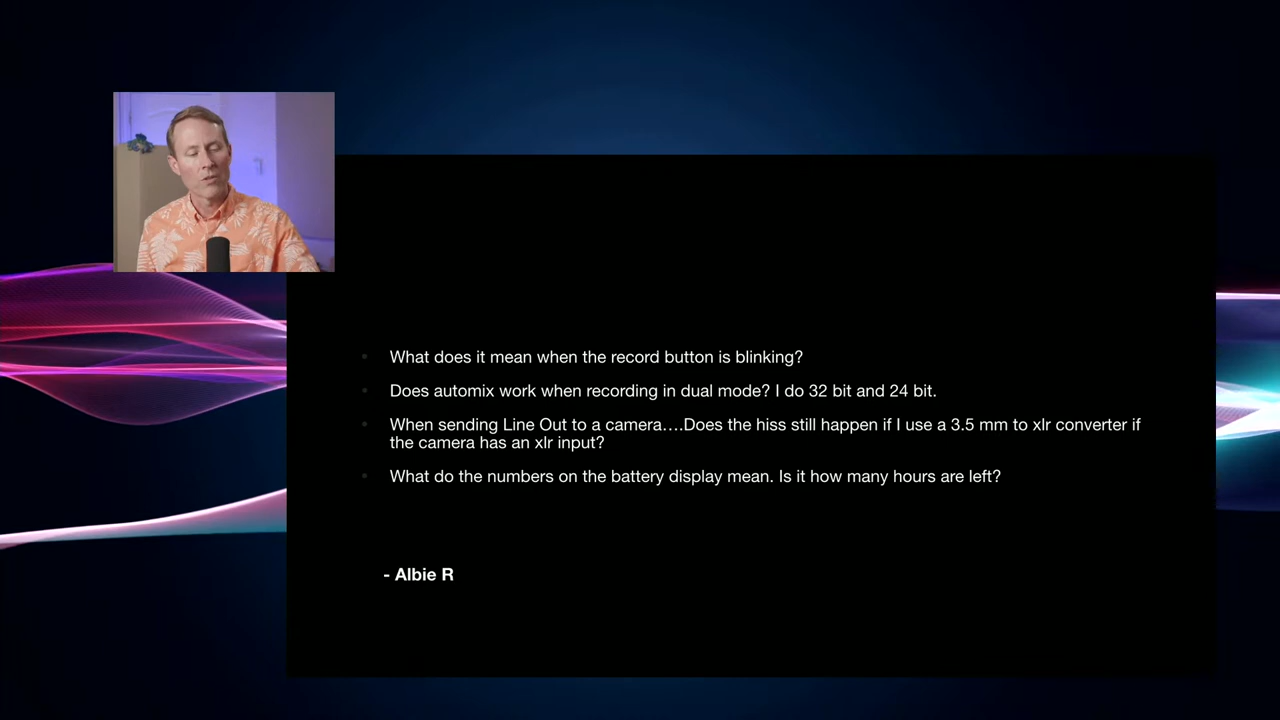 What does it mean when the record button is blinking?
Does automix work when recording in dual mode? I do 32 bit and 24 bit.
When sending Line Out to a camera....Does the hiss still happen if I use a 3.5 mm to xlr converter if
the camera has an xlr input?
What do the numbers on the battery display mean. Is it how many hours are left?
- Albie R